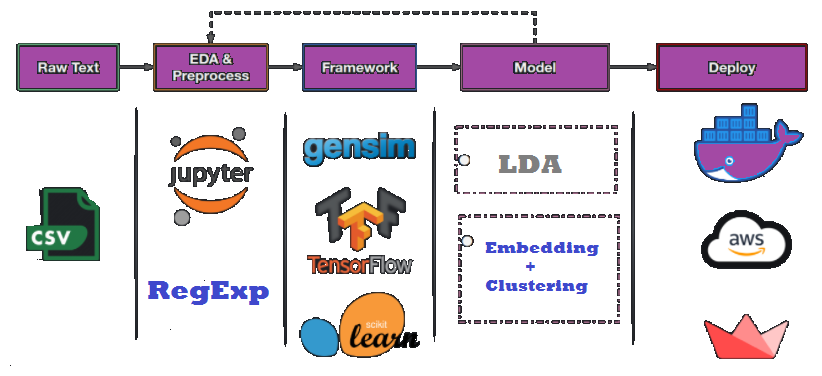 Raw Text
EDA &
Preprocess
Framework
Model
Deploy
CSV
jupyter
RegExp
gensim
TensorFlow
scikit
learn
LDA
Embedding
+
Clustering
aws